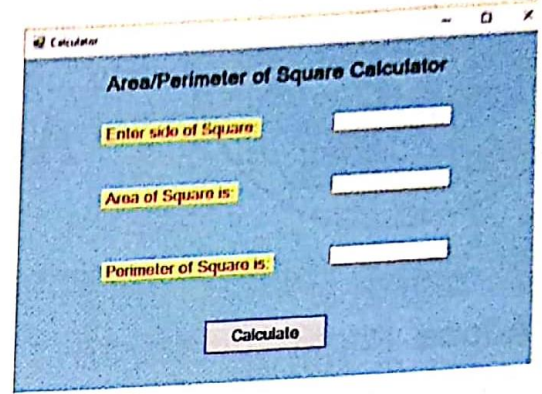 Calculator
Area/Perimeter of Square Calculator
Enter side of Square:
Area of Square is:
Perimeter of Square is:
Calculate